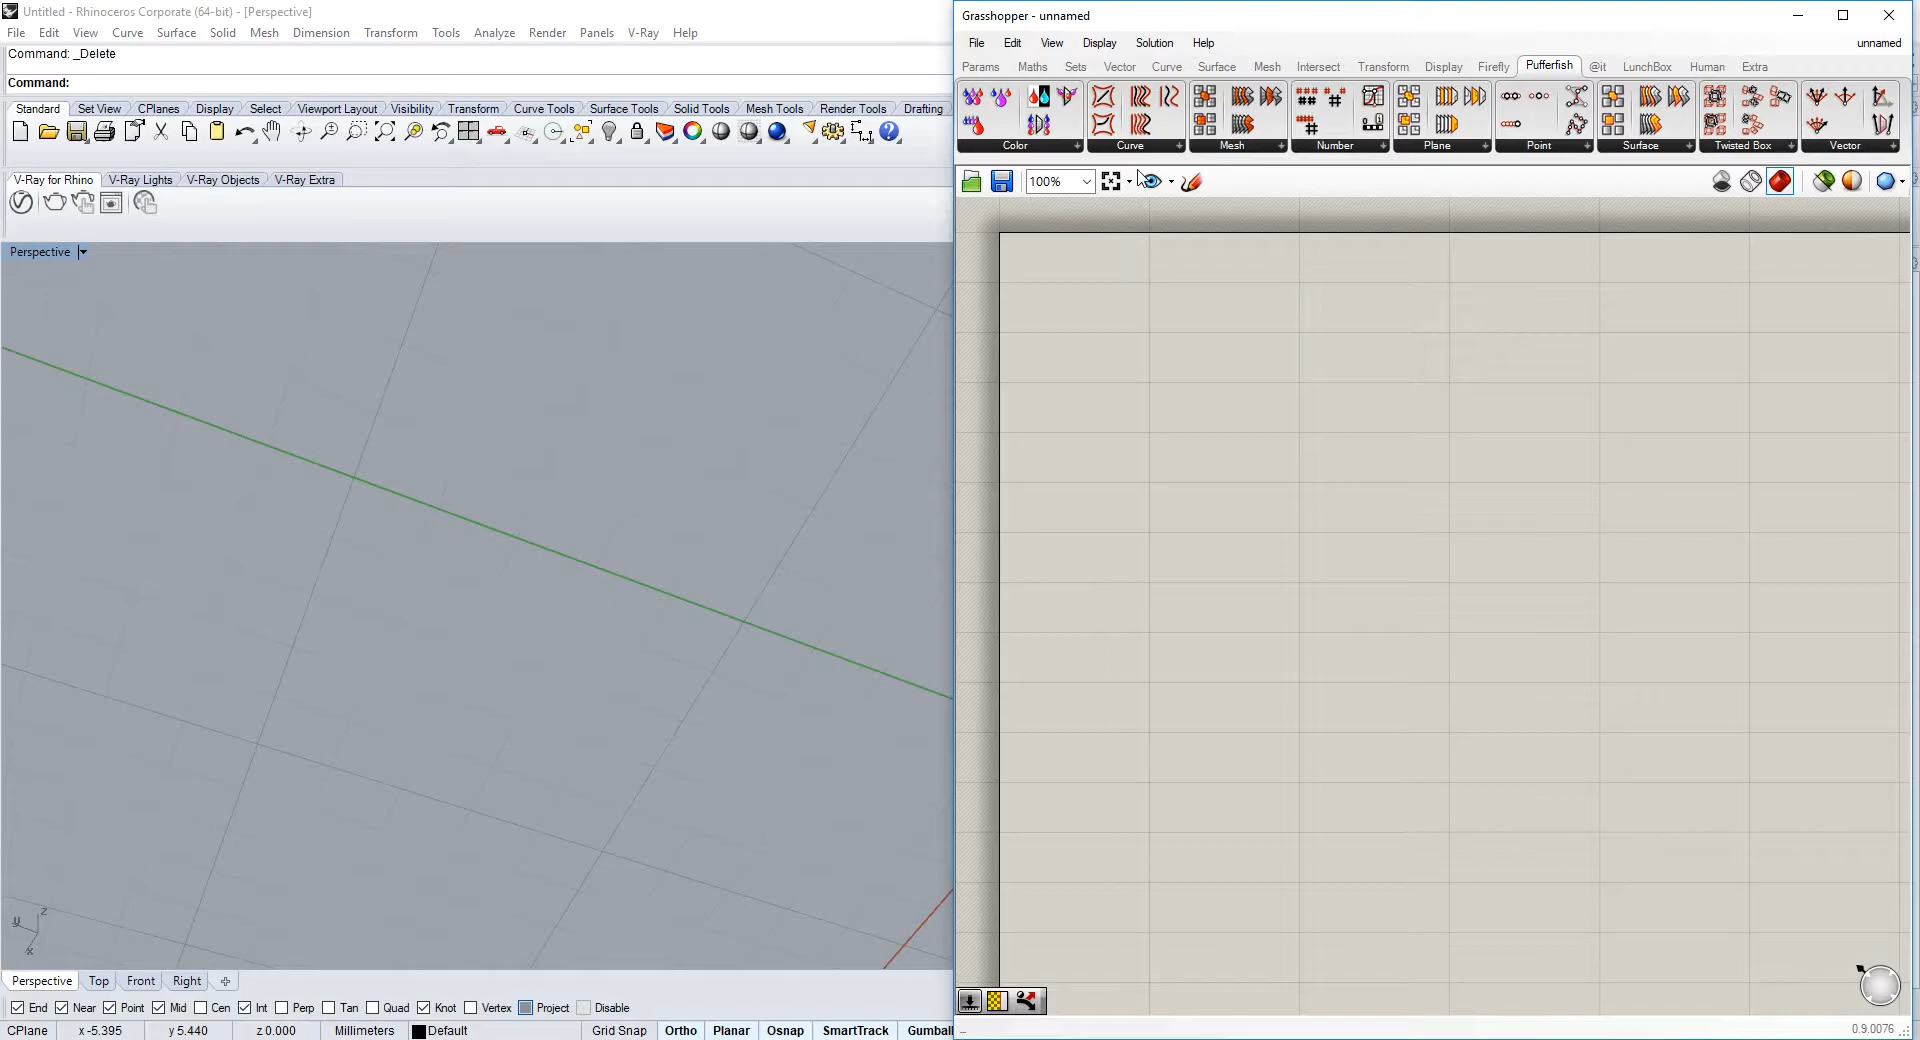 Untitled - Rhinoceros Corporate (64-bit) - [Perspective]
File Edit View Curve Surface Solid Mesh Dimension Transform Tools Analyze Render Panels V-Ray Help
Command: _Delete
Command:
Standard Set View CPlanes Display Select Viewport Layout Visibility Transform Curve Tools Surface Tools Solid Tools Mesh Tools Render Tools Drafting
V-Ray for Rhino V-Ray Lights V-Ray Objects V-Ray Extra
Perspective
z
y
x
Perspective Top Front Right
End Near Point Mid Cen Int Perp Tan Quad Knot Vertex Project Disable
CPlane x -5.395 y 5.440 z 0.000 Millimeters Default Grid Snap Ortho Planar Osnap SmartTrack Gumball
Grasshopper - unnamed
File Edit View Display Solution Help unnamed
Params Maths Sets Vector Curve Surface Mesh Intersect Transform Display Firefly Pufferfish @it LunchBox Human Extra
Color Curve Mesh Number Plane Point Surface Twisted Box Vector
100%
0.9.0076